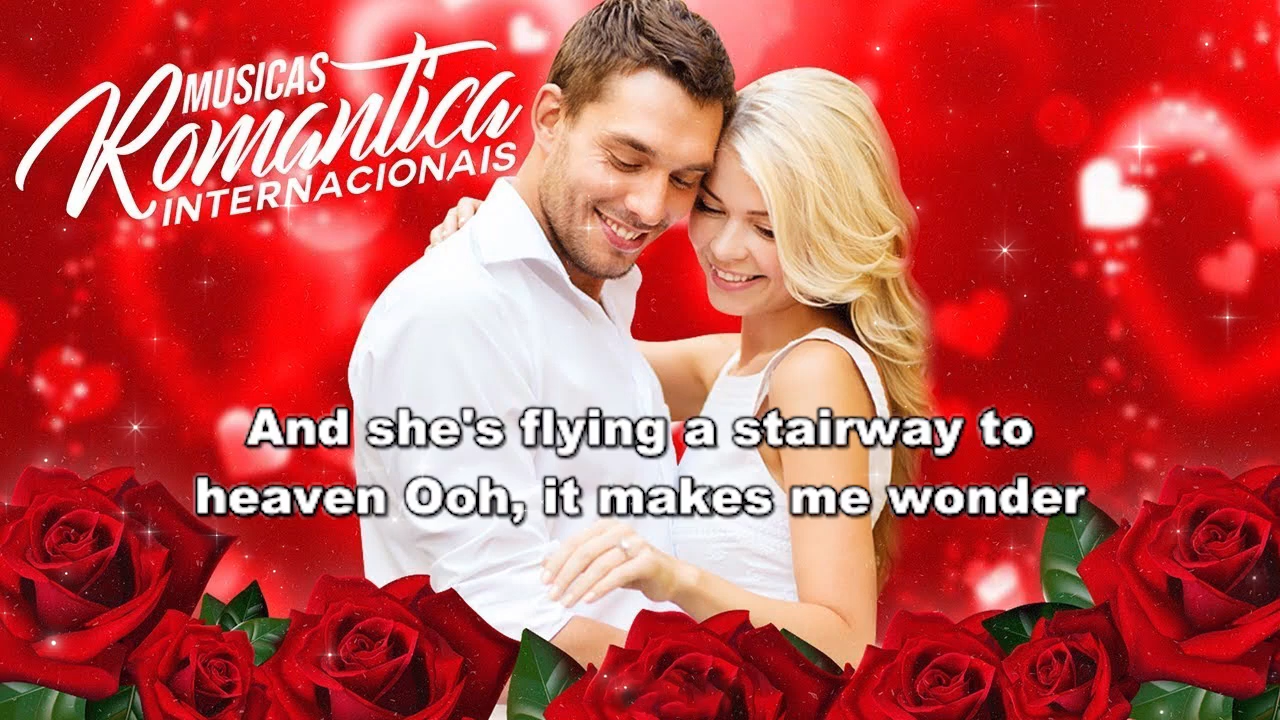 MUSICAS
Romantica
INTERNACIONAIS
And she's flying a stairway to
heaven Ooh, it makes me wonder